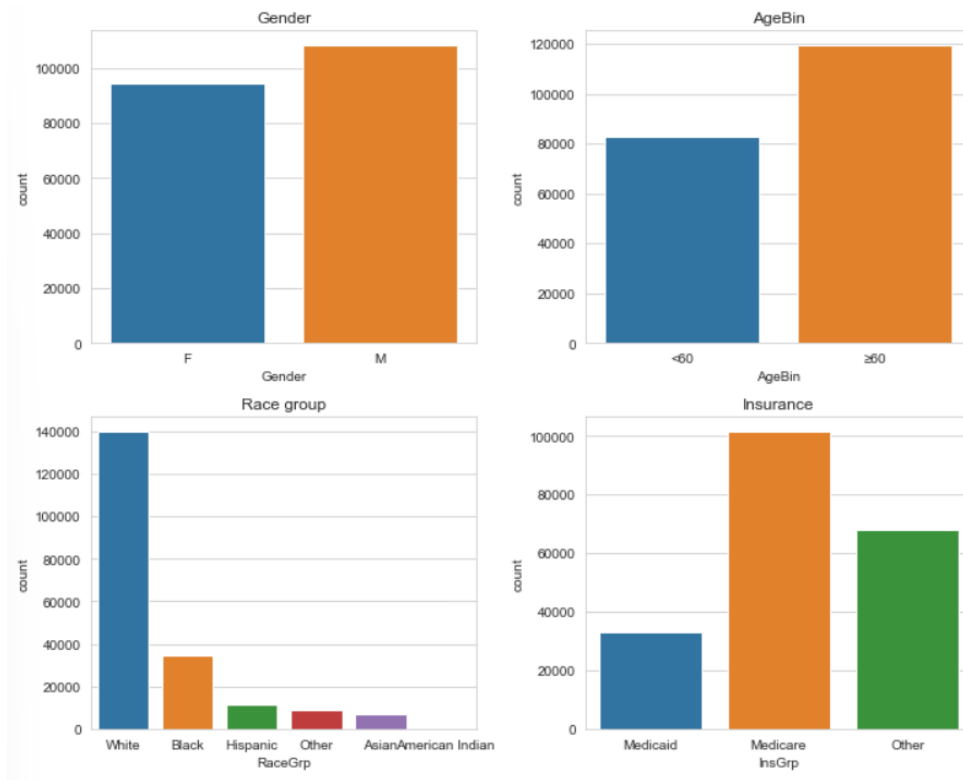 Gender
count
100000
80000
60000
40000
20000
0
F M
Gender
AgeBin
count
120000
100000
80000
60000
40000
20000
0
<60 ≥60
AgeBin
Race group
count
140000
120000
100000
80000
60000
40000
20000
0
White Black Hispanic Other Asian American Indian
RaceGrp
Insurance
count
100000
80000
60000
40000
20000
0
Medicaid Medicare Other
InsGrp